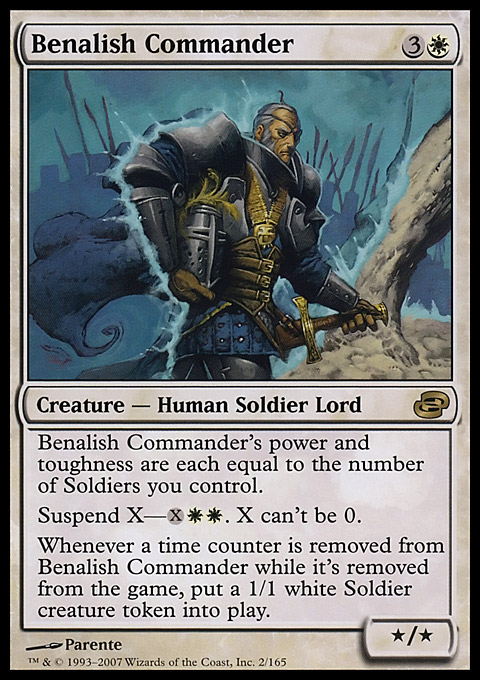 Benalish Commander 3
Creature — Human Soldier Lord
Benalish Commander's power and
toughness are each equal to the number
of Soldiers you control.
Suspend X—X. X can't be 0.
Whenever a time counter is removed from
Benalish Commander while it's removed
from the game, put a 1/1 white Soldier
creature token into play.
★/★
Parente
™ & © 1993–2007 Wizards of the Coast, Inc. 2/165